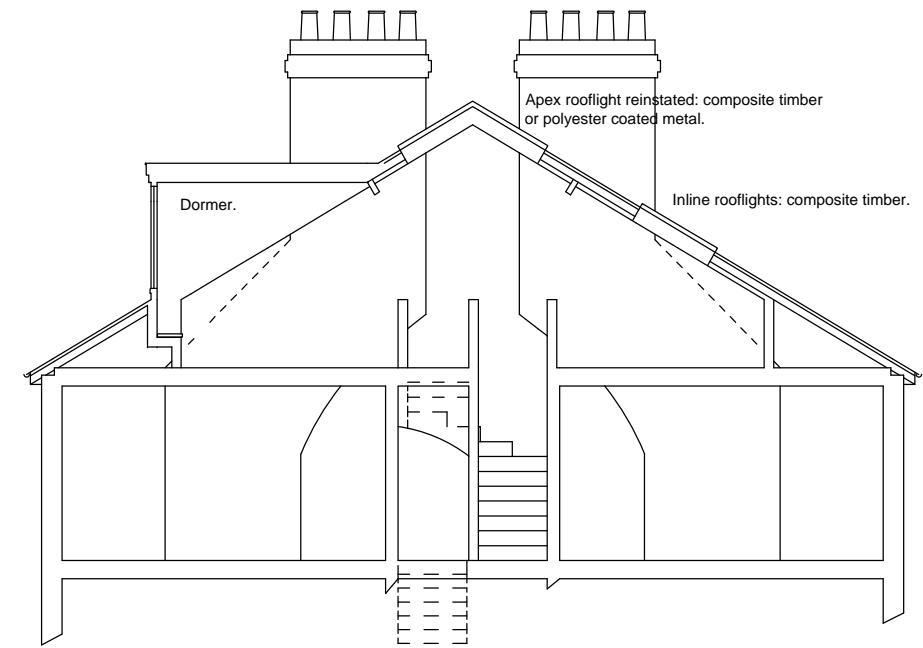 Apex rooflight reinstated: composite timber
or polyester coated metal.
Dormer.
Inline rooflights: composite timber.